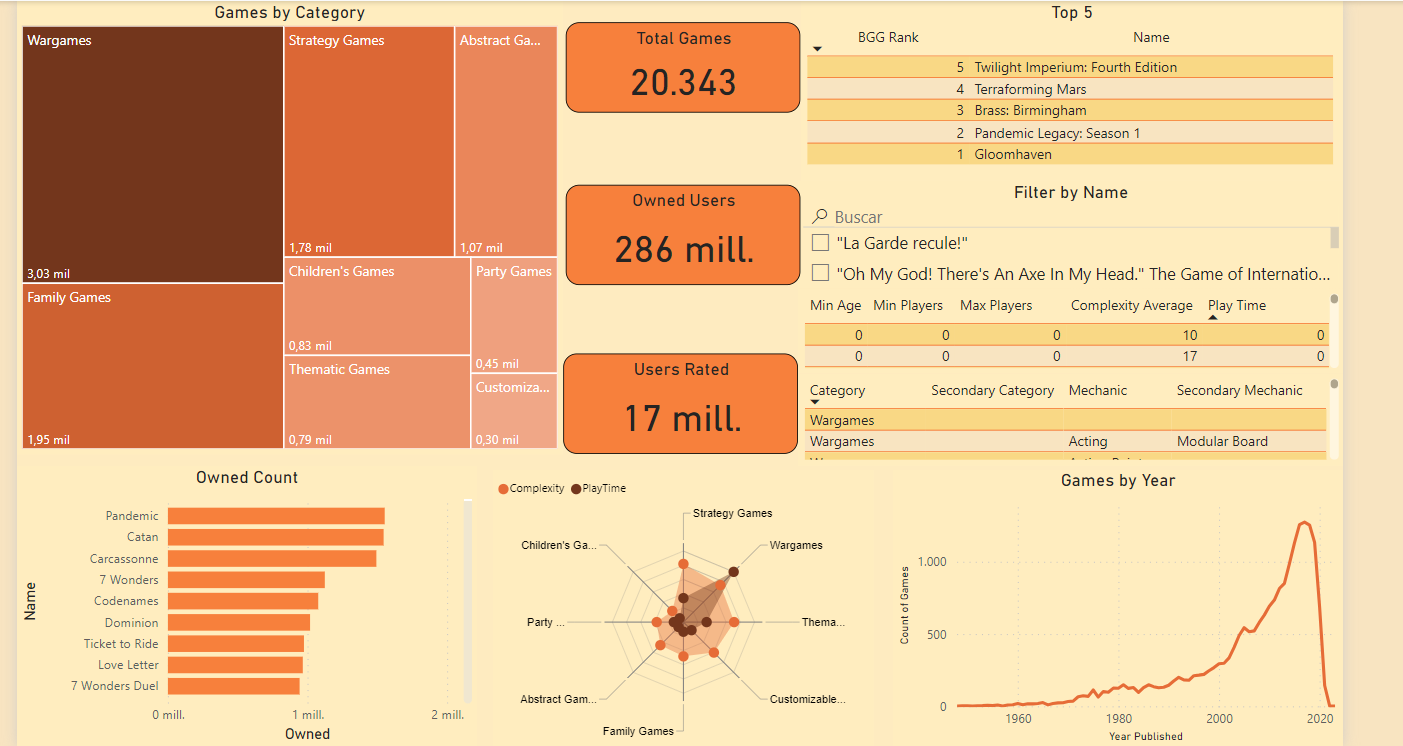 Games by Category
Wargames
3,03 mil
Family Games
1,95 mil
Strategy Games
1,78 mil
Abstract Ga...
1,07 mil
Children's Games
0,83 mil
Thematic Games
0,79 mil
Party Games
0,45 mil
Customiza...
0,30 mil
Total Games
20.343
Owned Users
286 mill.
Users Rated
17 mill.
Top 5
BGG Rank Name
5 Twilight Imperium: Fourth Edition
4 Terraforming Mars
3 Brass: Birmingham
2 Pandemic Legacy: Season 1
1 Gloomhaven
Filter by Name
Buscar
"La Garde recule!"
"Oh My God! There's An Axe In My Head." The Game of Internatio...
Min Age Min Players Max Players Complexity Average Play Time
0 0 0 10 0
0 0 0 17 0
Category Secondary Category Mechanic Secondary Mechanic
Wargames
Wargames Acting Modular Board
Owned Count
Name
Pandemic
Catan
Carcassonne
7 Wonders
Codenames
Dominion
Ticket to Ride
Love Letter
7 Wonders Duel
0 mill. 1 mill. 2 mill.
Owned
Complexity PlayTime
Strategy Games
Wargames
Thema...
Customizable...
Family Games
Abstract Gam...
Party ...
Children's Ga...
Games by Year
Count of Games
1.000
500
0
1960 1980 2000 2020
Year Published